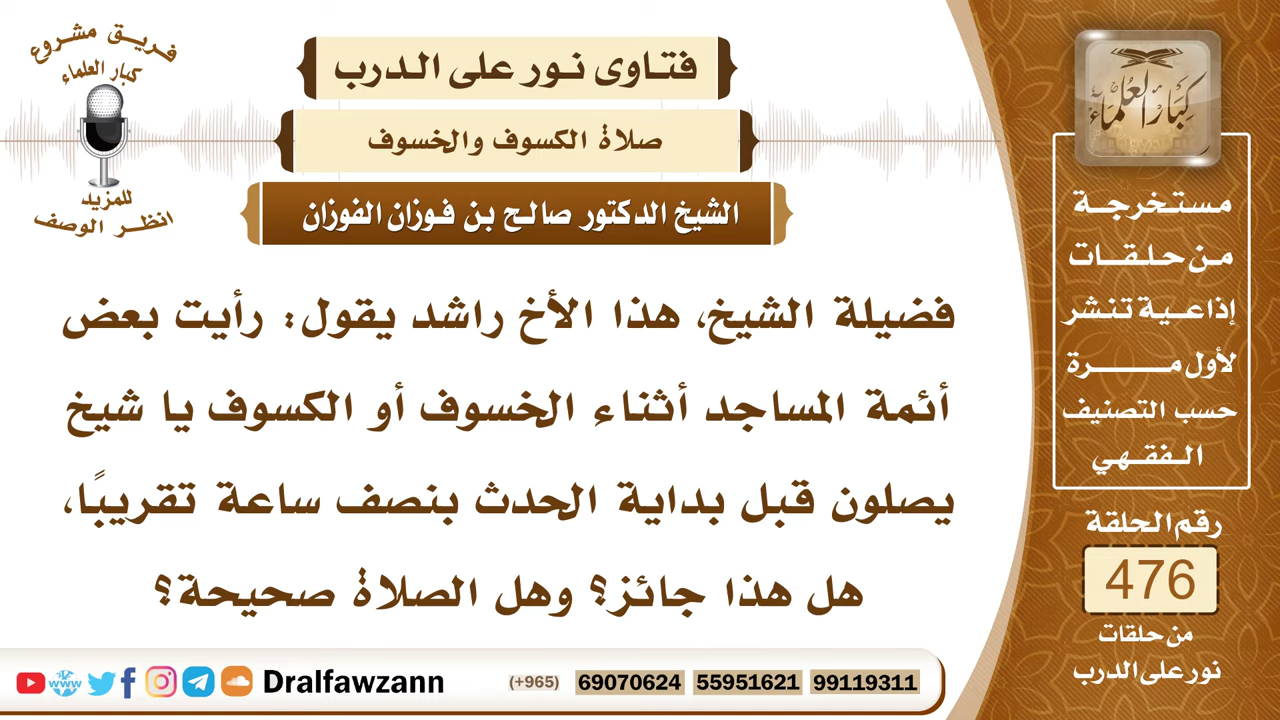 فريق مشروع
كبار العلماء
للمزيد
انظر الوصف
فتاوى نور على الدرب
صلاة الكسوف والخسوف
الشيخ الدكتور صالح بن فوزان الفوزان
كبار العلماء
مستخرجة
من حلقات
إذاعية تنشر
لأول مرة
حسب التصنيف
الفقهي
رقم الحلقة
476
من حلقات
نور على الدرب
فضيلة الشيخ، هذا الأخ راشد يقول: رأيت بعض
أئمة المساجد أثناء الخسوف أو الكسوف يا شيخ
يصلون قبل بداية الحدث بنصف ساعة تقريبًا،
هل هذا جائز؟ وهل الصلاة صحيحة؟
www Dralfawzann (+965) 69070624 55951621 99119311